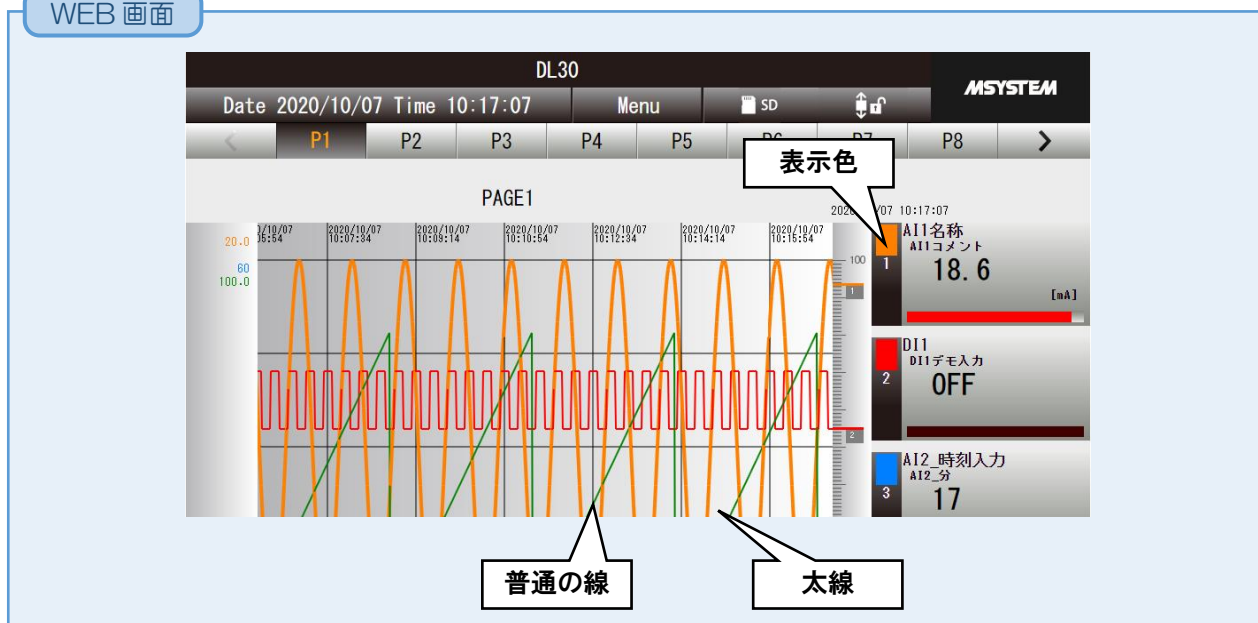 WEB 画面
DL30
MSYSTEM
Date 2020/10/07 Time 10:17:07 Menu SD
P1 P2 P3 P4 P5 P8
表示色
PAGE1
10:17:07
20.0
60
100.0
05:54
2020/10/07
10:07:34
2020/10/07
10:09:14
2020/10/07
10:10:54
2020/10/07
10:12:34
2020/10/07
10:14:14
2020/10/07
10:15:54
100
1
2
1
AI1名称
AI1コメント
18.6
[mA]
2
DI1
DI1デモ入力
OFF
3
AI2_時刻入力
AI2_分
17
普通の線
太線